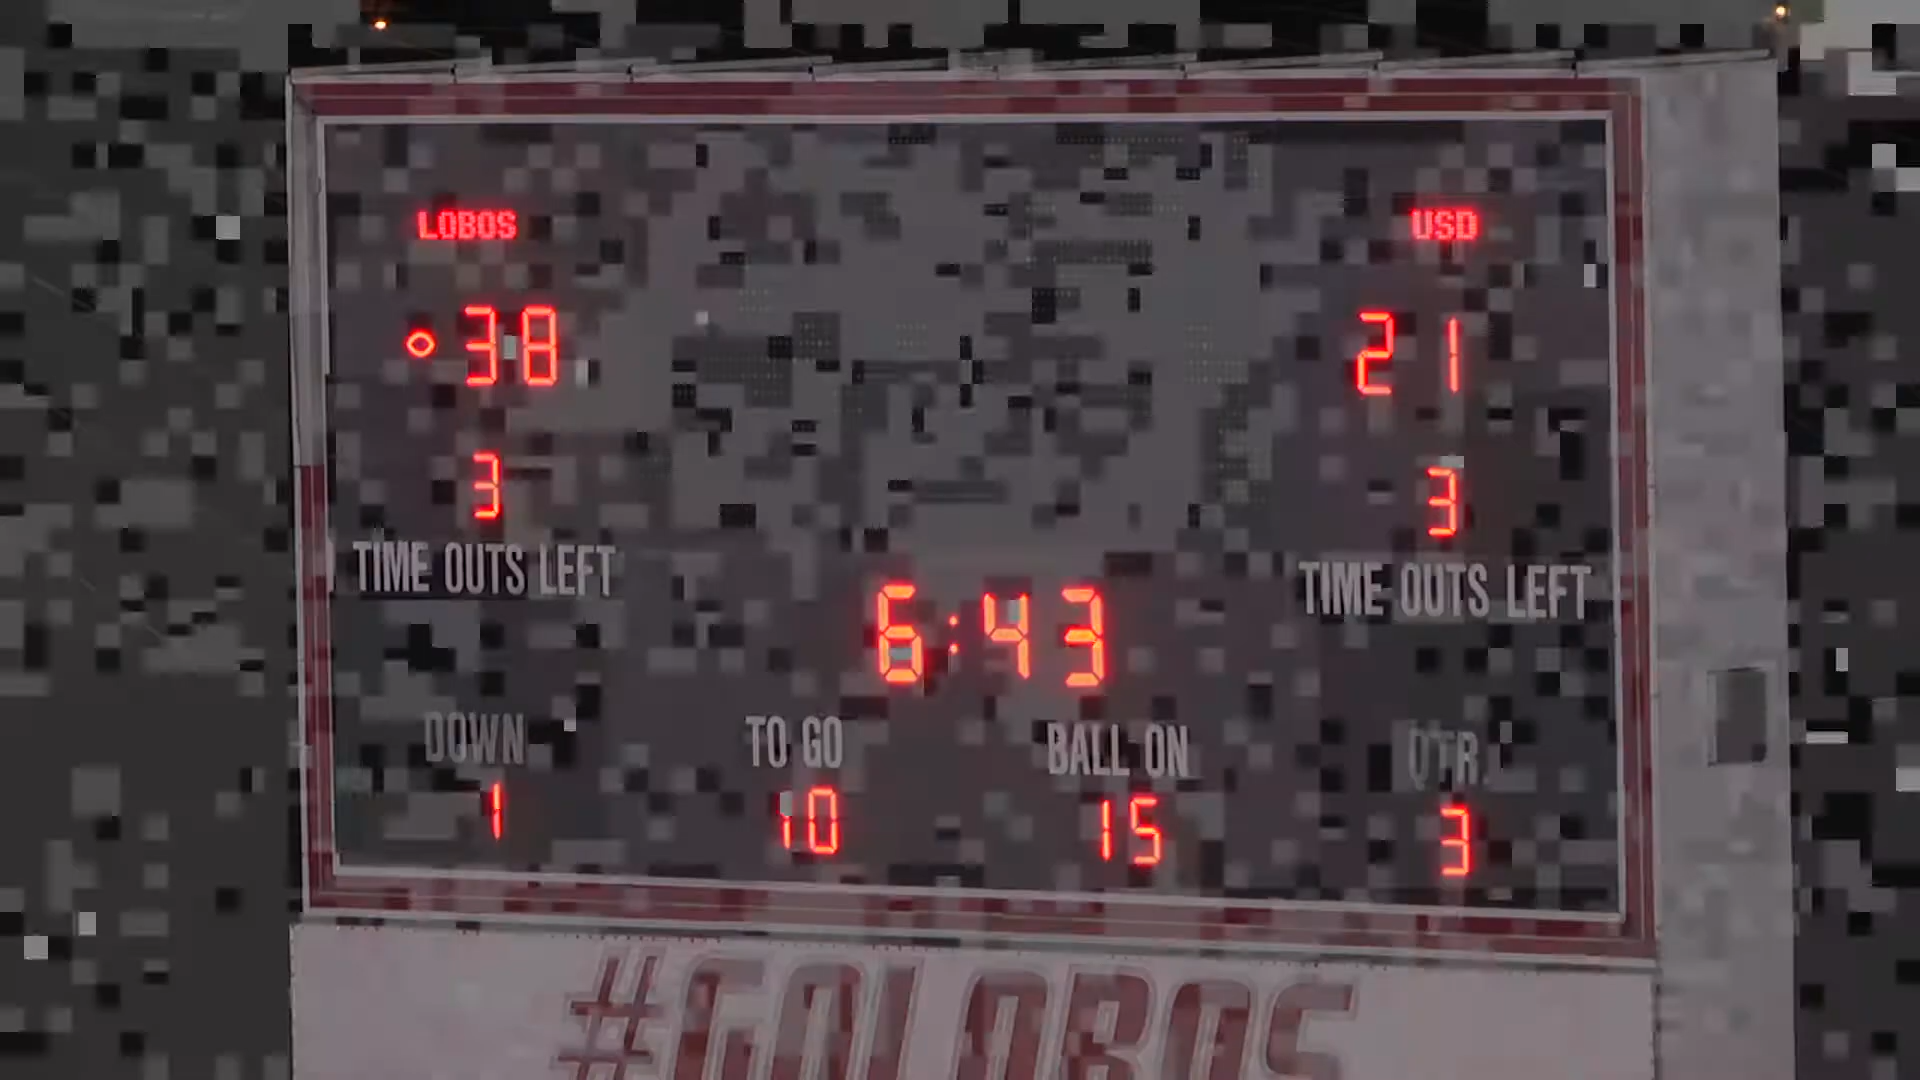 LOBOS USD
38 21
3 3
TIME OUTS LEFT TIME OUTS LEFT
6:43
DOWN TO GO BALL ON QTR.
1 10 15 3
#GOLOBOS